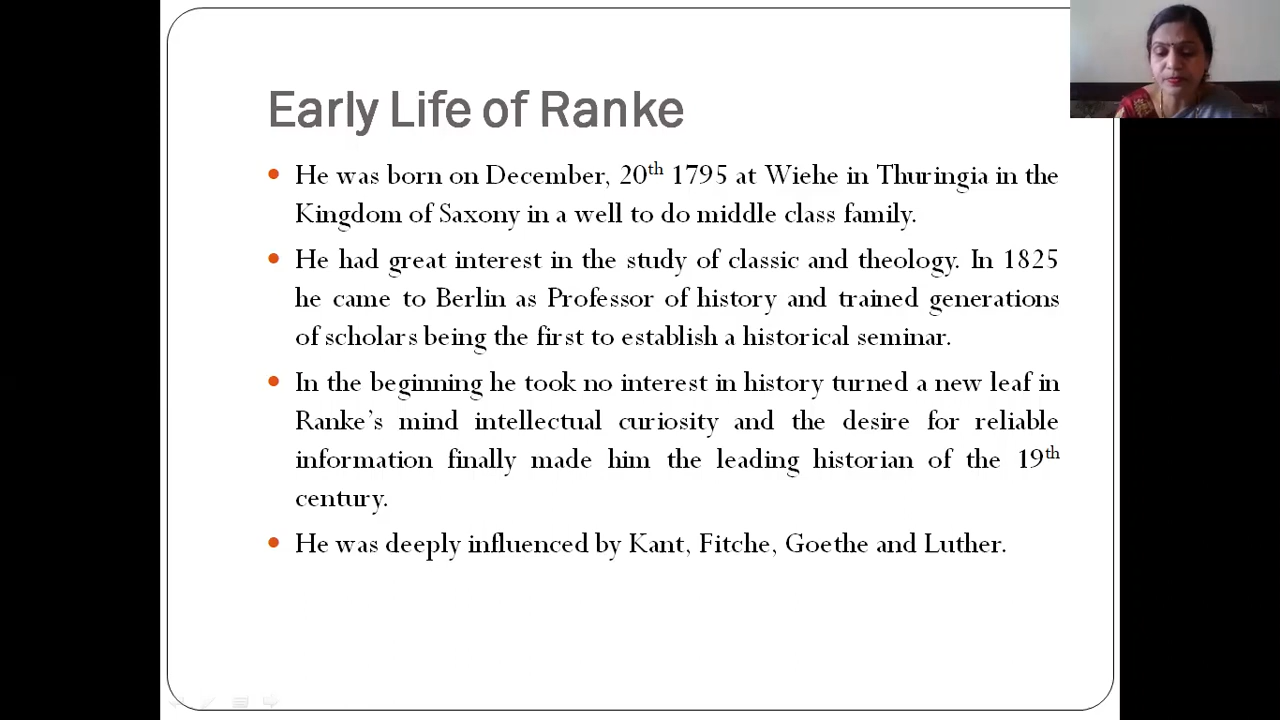 Early Life of Ranke
• He was born on December, 20th 1795 at Wiehe in Thuringia in the
Kingdom of Saxony in a well to do middle class family.
• He had great interest in the study of classic and theology. In 1825
he came to Berlin as Professor of history and trained generations
of scholars being the first to establish a historical seminar.
• In the beginning he took no interest in history turned a new leaf in
Ranke's mind intellectual curiosity and the desire for reliable
information finally made him the leading historian of the 19th
century.
• He was deeply influenced by Kant, Fitche, Goethe and Luther.